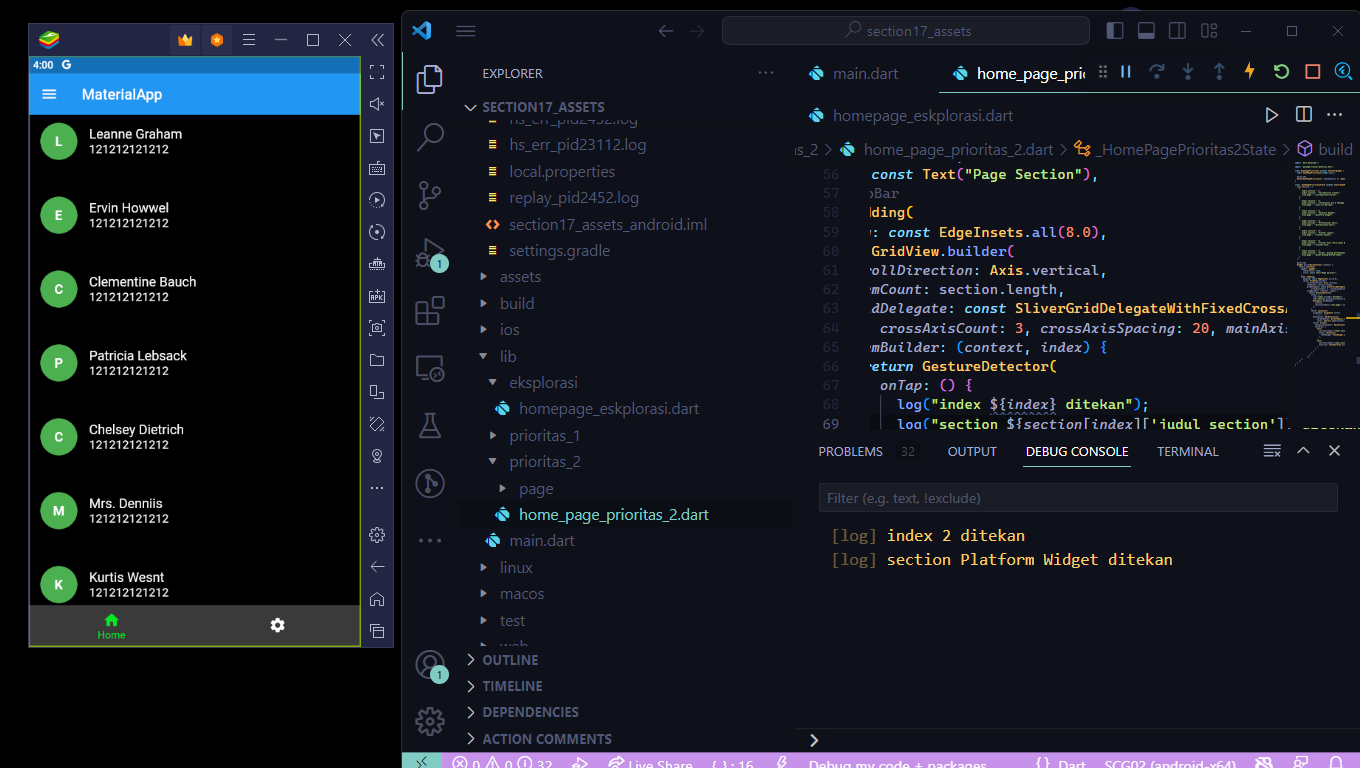 4:00 G
MaterialApp
L
Leanne Graham
121212121212
E
Ervin Howwel
121212121212
C
Clementine Bauch
121212121212
P
Patricia Lebsack
121212121212
C
Chelsey Dietrich
121212121212
M
Mrs. Denniis
121212121212
K
Kurtis Wesnt
121212121212
Home
section17_assets
EXPLORER
SECTION17_ASSETS
hs_err_pid2452.log
hs_err_pid23112.log
local.properties
replay_pid2452.log
section17_assets_android.iml
settings.gradle
assets
build
ios
lib
eksplorasi
homepage_eskplorasi.dart
prioritas_1
prioritas_2
page
home_page_prioritas_2.dart
main.dart
linux
macos
test
web
OUTLINE
TIMELINE
DEPENDENCIES
ACTION COMMENTS
1
1
main.dart
home_page_pri
homepage_eskplorasi.dart
as_2 > home_page_prioritas_2.dart > _HomePagePrioritas2State > build
56 const Text("Page Section"),
57 pBar
58 dding(
59 : const EdgeInsets.all(8.0),
60 GridView.builder(
61 rollDirection: Axis.vertical,
62 mCount: section.length,
63 dDelegate: const SliverGridDelegateWithFixedCrossA
64 crossAxisCount: 3, crossAxisSpacing: 20, mainAxis
65 mBuilder: (context, index) {
66 return GestureDetector(
67 onTap: () {
68 log("index ${index} ditekan");
69 log("section ${section[index]['judul_section']} ditekan
PROBLEMS 32 OUTPUT DEBUG CONSOLE TERMINAL
Filter (e.g. text, !exclude)
[log] index 2 ditekan
[log] section Platform Widget ditekan
0 0 32 Live Share {..}: 16 Debug my code + packages {} Dart SCG02 (android-x64)